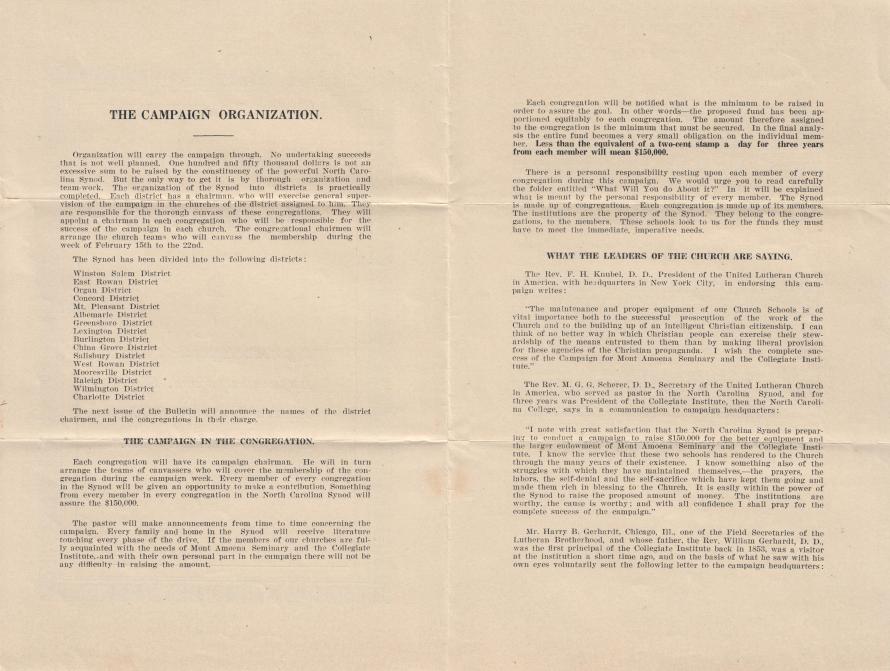 THE CAMPAIGN ORGANIZATION.
Organization will carry the campaign through. No undertaking succeeds
that is not well planned. One hundred and fifty thousand dollars is not an
excessive sum to be raised by the constituency of the powerful North Caro-
lina Synod. But the only way to get it is by thorough organization and
team-work. The organization of the Synod into districts is practically
completed. Each district has a chairman, who will exercise general super-
vision of the campaign in the churches of the district assigned to him. They
are responsible for the thorough canvass of these congregations. They will
appoint a chairman in each congregation who will be responsible for the
success of the campaign in each church. The congregational chairmen will
arrange the church teams who will canvass the membership during the
week of February 15th to the 22nd.
The Synod has been divided into the following districts:
Winston Salem District
East Rowan District
Organ District
Concord District
Mt. Pleasant District
Albemarle District
Greensboro District
Lexington District
Burlington District
China Grove District
Salisbury District
West Rowan District
Mooresville District
Raleigh District
Wilmington District
Charlotte District
The next issue of the Bulletin will announce the names of the district
chairmen, and the congregations in their charge.
THE CAMPAIGN IN THE CONGREGATION.
Each congregation will have its campaign chairman. He will in turn
arrange the teams of canvassers who will cover the membership of the con-
gregation during the campaign week. Every member of every congregation
in the Synod will be given an opportunity to make a contribution. Something
from every member in every congregation in the North Carolina Synod will
assure the $150,000.
The pastor will make announcements from time to time concerning the
campaign. Every family and home in the Synod will receive literature
touching every phase of the drive. If the members of our churches are ful-
ly acquainted with the needs of Mont Amoena Seminary and the Collegiate
Institute, and with their own personal part in the campaign there will not be
any difficulty in raising the amount.
Each congregation will be notified what is the minimum to be raised in
order to assure the goal. In other words—the proposed fund has been ap-
portioned equitably to each congregation. The amount therefore assigned
to the congregation is the minimum that must be secured. In the final analy-
sis the entire fund becomes a very small obligation on the individual mem-
ber. Less than the equivalent of a two-cent stamp a day for three years
from each member will mean $150,000.
There is a personal responsibility resting upon each member of every
congregation during this campaign. We would urge you to read carefully
the folder entitled "What Will You do About it?" In it will be explained
what is meant by the personal responsibility of every member. The Synod
is made up of congregations. Each congregation is made up of its members.
The institutions are the property of the Synod. They belong to the congre-
gations, to the members. These schools look to us for the funds they must
have to meet the immediate, imperative needs.
WHAT THE LEADERS OF THE CHURCH ARE SAYING.
The Rev. F. H. Knubel, D. D., President of the United Lutheran Church
in America, with headquarters in New York City, in endorsing this cam-
paign writes:
"The maintenance and proper equipment of our Church Schools is of
vital importance both to the successful prosecution of the work of the
Church and to the building up of an intelligent Christian citizenship. I can
think of no better way in which Christian people can exercise their stew-
ardship of the means entrusted to them than by making liberal provision
for these agencies of the Christian propaganda. I wish the complete suc-
cess of the Campaign for Mont Amoena Seminary and the Collegiate Insti-
tute."
The Rev. M. G. G. Scherer, D. D., Secretary of the United Lutheran Church
in America, who served as pastor in the North Carolina Synod, and for
three years was President of the Collegiate Institute, then the North Caroli-
na College, says in a communication to campaign headquarters:
"I note with great satisfaction that the North Carolina Synod is prepar-
ing to conduct a campaign to raise $150,000 for the better equipment and
the larger endowment of Mont Amoena Seminary and the Collegiate Insti-
tute. I know the service that these two schools has rendered to the Church
through the many years of their existence. I know something also of the
struggles with which they have maintained themselves,—the prayers, the
labors, the self-denial and the self-sacrifice which have kept them going and
made them rich in blessing to the Church. It is easily within the power of
the Synod to raise the proposed amount of money. The institutions are
worthy, the cause is worthy; and with all confidence I shall pray for the
complete success of the campaign."
Mr. Harry B. Gerhardt, Chicago, Ill., one of the Field Secretaries of the
Lutheran Brotherhood, and whose father, the Rev. William Gerhardt, D. D.,
was the first principal of the Collegiate Institute back in 1853, was a visitor
at the institution a short time ago, and on the basis of what he saw with his
own eyes voluntarily sent the following letter to the campaign headquarters: